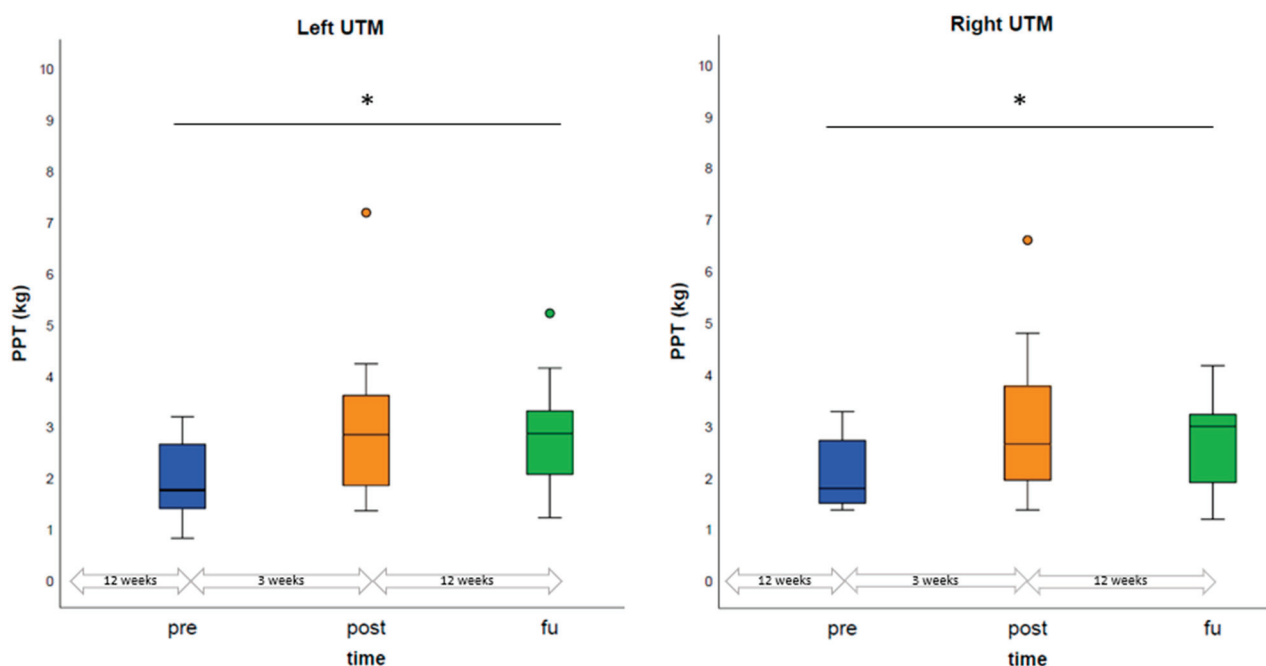 Left UTM
*
PPT (kg)
10
9
8
7
6
5
4
3
2
1
0
12 weeks
3 weeks
12 weeks
pre
post
fu
time
Right UTM
*
PPT (kg)
10
9
8
7
6
5
4
3
2
1
0
12 weeks
3 weeks
12 weeks
pre
post
fu
time